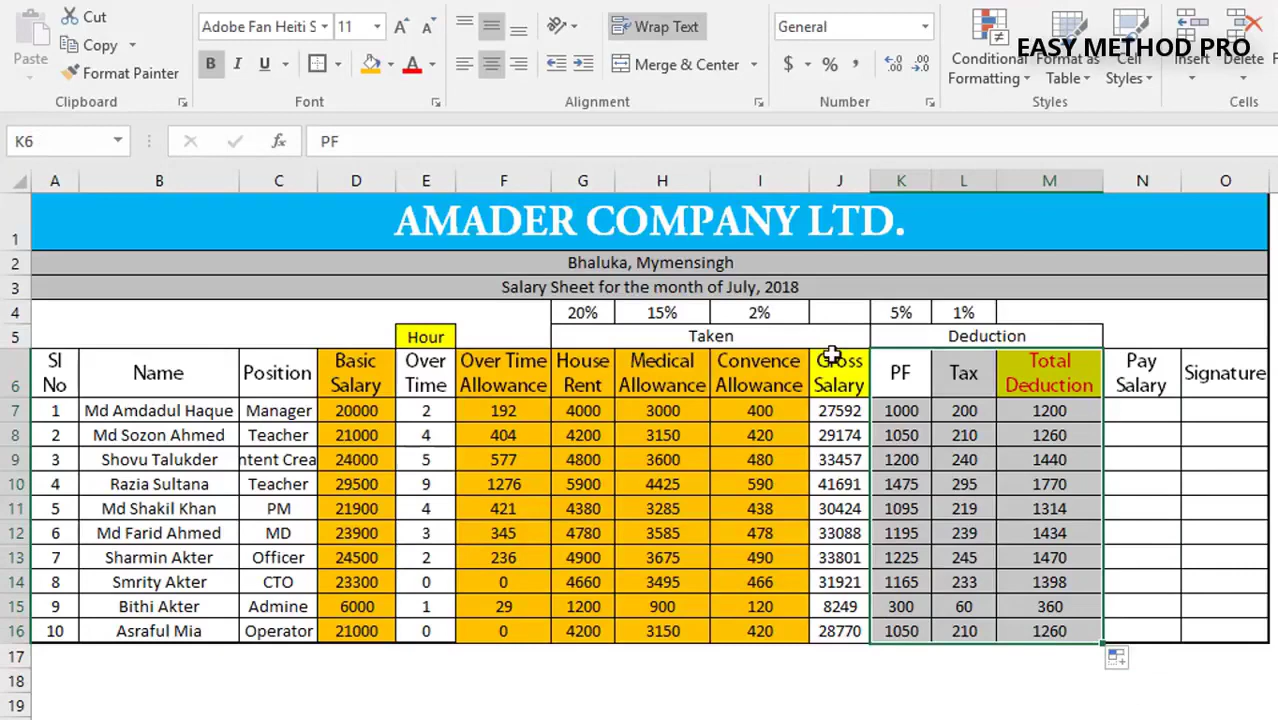 Cut
Adobe Fan Heiti S 11
Wrap Text
General
EASY METHOD PRO
Paste
Copy
Format Painter
B I U
Merge & Center
$ % ,
Conditional Formatting
Format as Table
Cell Styles
Insert
Delete
Clipboard
Font
Alignment
Number
Styles
Cells
K6
fx
PF
A B C D E F G H I J K L M N O
1 AMADER COMPANY LTD.
2 Bhaluka, Mymensingh
3 Salary Sheet for the month of July, 2018
4 20% 15% 2% 5% 1%
5 Hour Taken Deduction
6 Sl No Name Position Basic Salary Over Time Over Time Allowance House Rent Medical Allowance Convence Allowance Gross Salary PF Tax Total Deduction Pay Salary Signature
7 1 Md Amdadul Haque Manager 20000 2 192 4000 3000 400 27592 1000 200 1200
8 2 Md Sozon Ahmed Teacher 21000 4 404 4200 3150 420 29174 1050 210 1260
9 3 Shovu Talukder ntent Crea 24000 5 577 4800 3600 480 33457 1200 240 1440
10 4 Razia Sultana Teacher 29500 9 1276 5900 4425 590 41691 1475 295 1770
11 5 Md Shakil Khan PM 21900 4 421 4380 3285 438 30424 1095 219 1314
12 6 Md Farid Ahmed MD 23900 3 345 4780 3585 478 33088 1195 239 1434
13 7 Sharmin Akter Officer 24500 2 236 4900 3675 490 33801 1225 245 1470
14 8 Smrity Akter CTO 23300 0 0 4660 3495 466 31921 1165 233 1398
15 9 Bithi Akter Admine 6000 1 29 1200 900 120 8249 300 60 360
16 10 Asraful Mia Operator 21000 0 0 4200 3150 420 28770 1050 210 1260
17
18
19